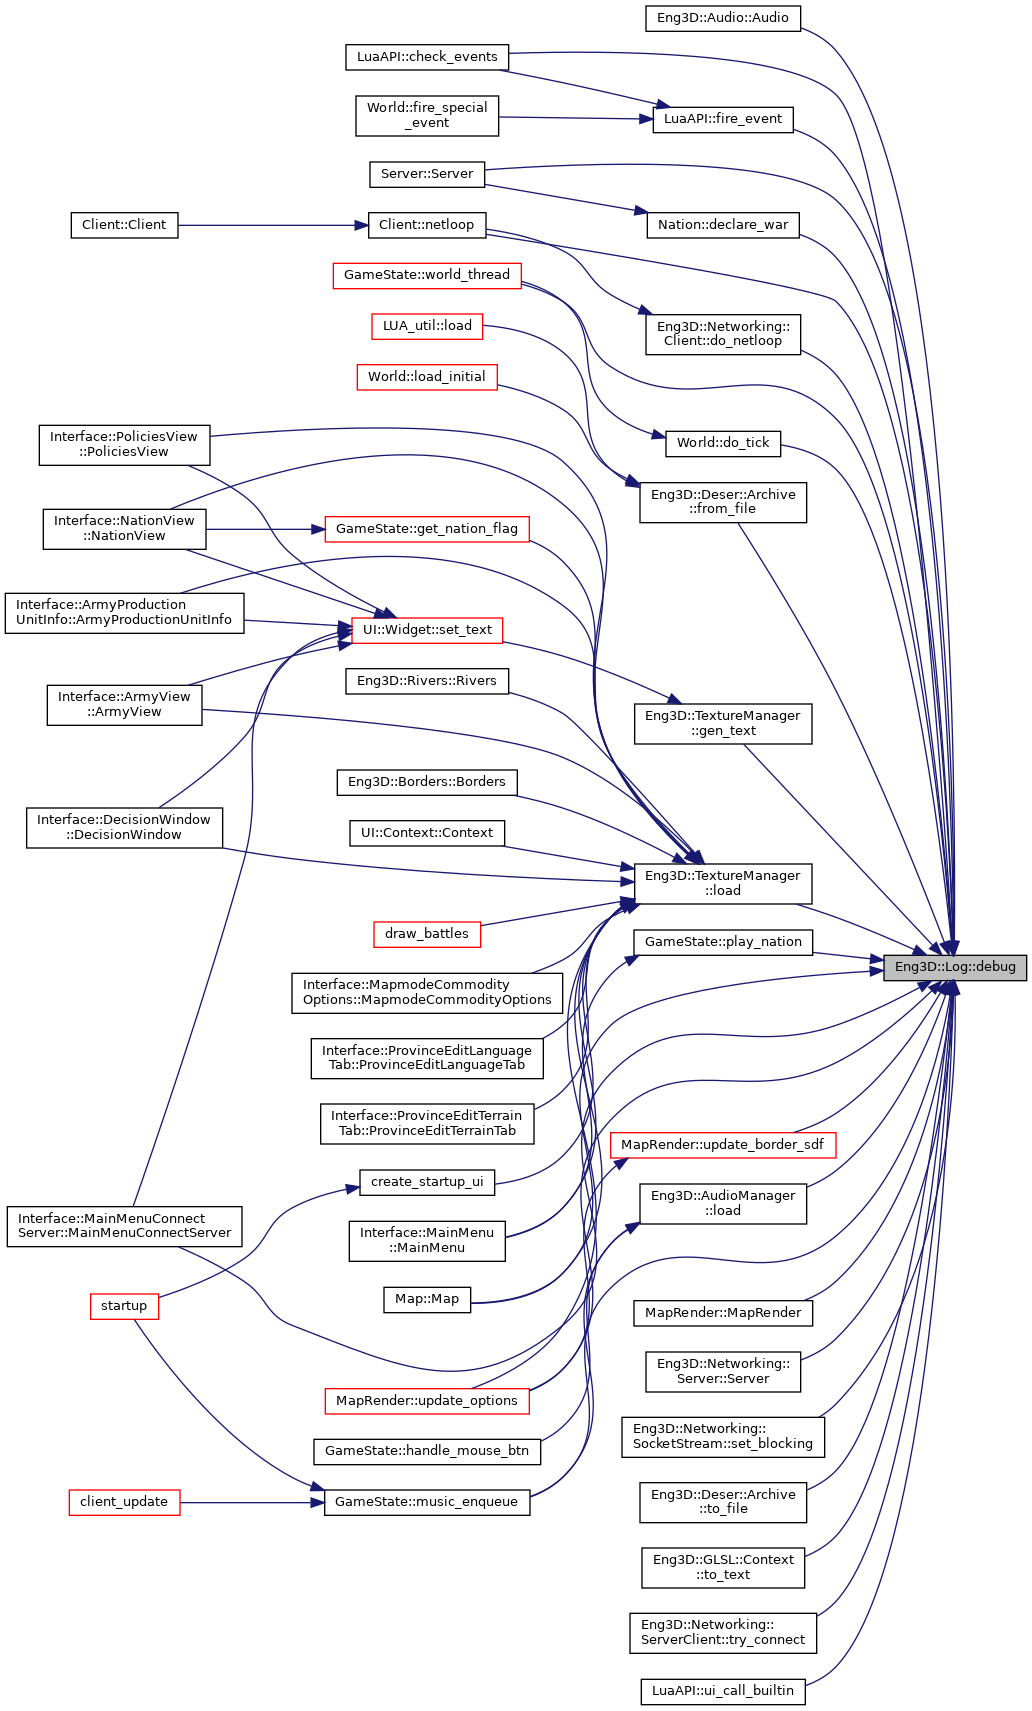 Eng3D::Audio::Audio
LuaAPI::check_events
World::fire_special
_event
LuaAPI::fire_event
Server::Server
Client::Client
Client::netloop
Nation::declare_war
GameState::world_thread
LUA_util::load
Eng3D::Networking::
Client::do_netloop
World::load_initial
Interface::PoliciesView
::PoliciesView
World::do_tick
Eng3D::Deser::Archive
::from_file
Interface::NationView
::NationView
GameState::get_nation_flag
Interface::ArmyProduction
UnitInfo::ArmyProductionUnitInfo
UI::Widget::set_text
Eng3D::Rivers::Rivers
Interface::ArmyView
::ArmyView
Eng3D::TextureManager
::gen_text
Eng3D::Borders::Borders
Interface::DecisionWindow
::DecisionWindow
UI::Context::Context
Eng3D::TextureManager
::load
draw_battles
GameState::play_nation
Eng3D::Log::debug
Interface::MapmodeCommodity
Options::MapmodeCommodityOptions
Interface::ProvinceEditLanguage
Tab::ProvinceEditLanguageTab
Interface::ProvinceEditTerrain
Tab::ProvinceEditTerrainTab
MapRender::update_border_sdf
create_startup_ui
Eng3D::AudioManager
::load
Interface::MainMenuConnect
Server::MainMenuConnectServer
Interface::MainMenu
::MainMenu
startup
Map::Map
MapRender::MapRender
Eng3D::Networking::
Server::Server
MapRender::update_options
GameState::handle_mouse_btn
Eng3D::Networking::
SocketStream::set_blocking
client_update
GameState::music_enqueue
Eng3D::Deser::Archive
::to_file
Eng3D::GLSL::Context
::to_text
Eng3D::Networking::
ServerClient::try_connect
LuaAPI::ui_call_builtin